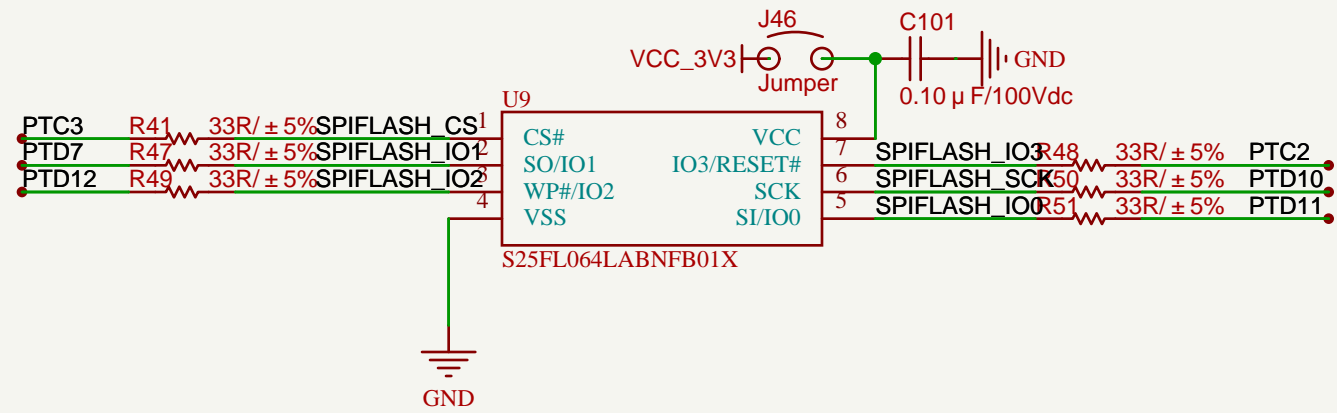 J46
C101
VCC_3V3
GND
Jumper
0.10 µ F/100Vdc
U9
PTC3 R41 33R/ ± 5% SPIFLASH_CS 1 CS# VCC 8
PTD7 R47 33R/ ± 5% SPIFLASH_IO1 2 SO/IO1 IO3/RESET# 7 SPIFLASH_IO3 R48 33R/ ± 5% PTC2
PTD12 R49 33R/ ± 5% SPIFLASH_IO2 3 WP#/IO2 SCK 6 SPIFLASH_SCK R50 33R/ ± 5% PTD10
4 VSS SI/IO0 5 SPIFLASH_IO0 R51 33R/ ± 5% PTD11
S25FL064LABNFB01X
GND